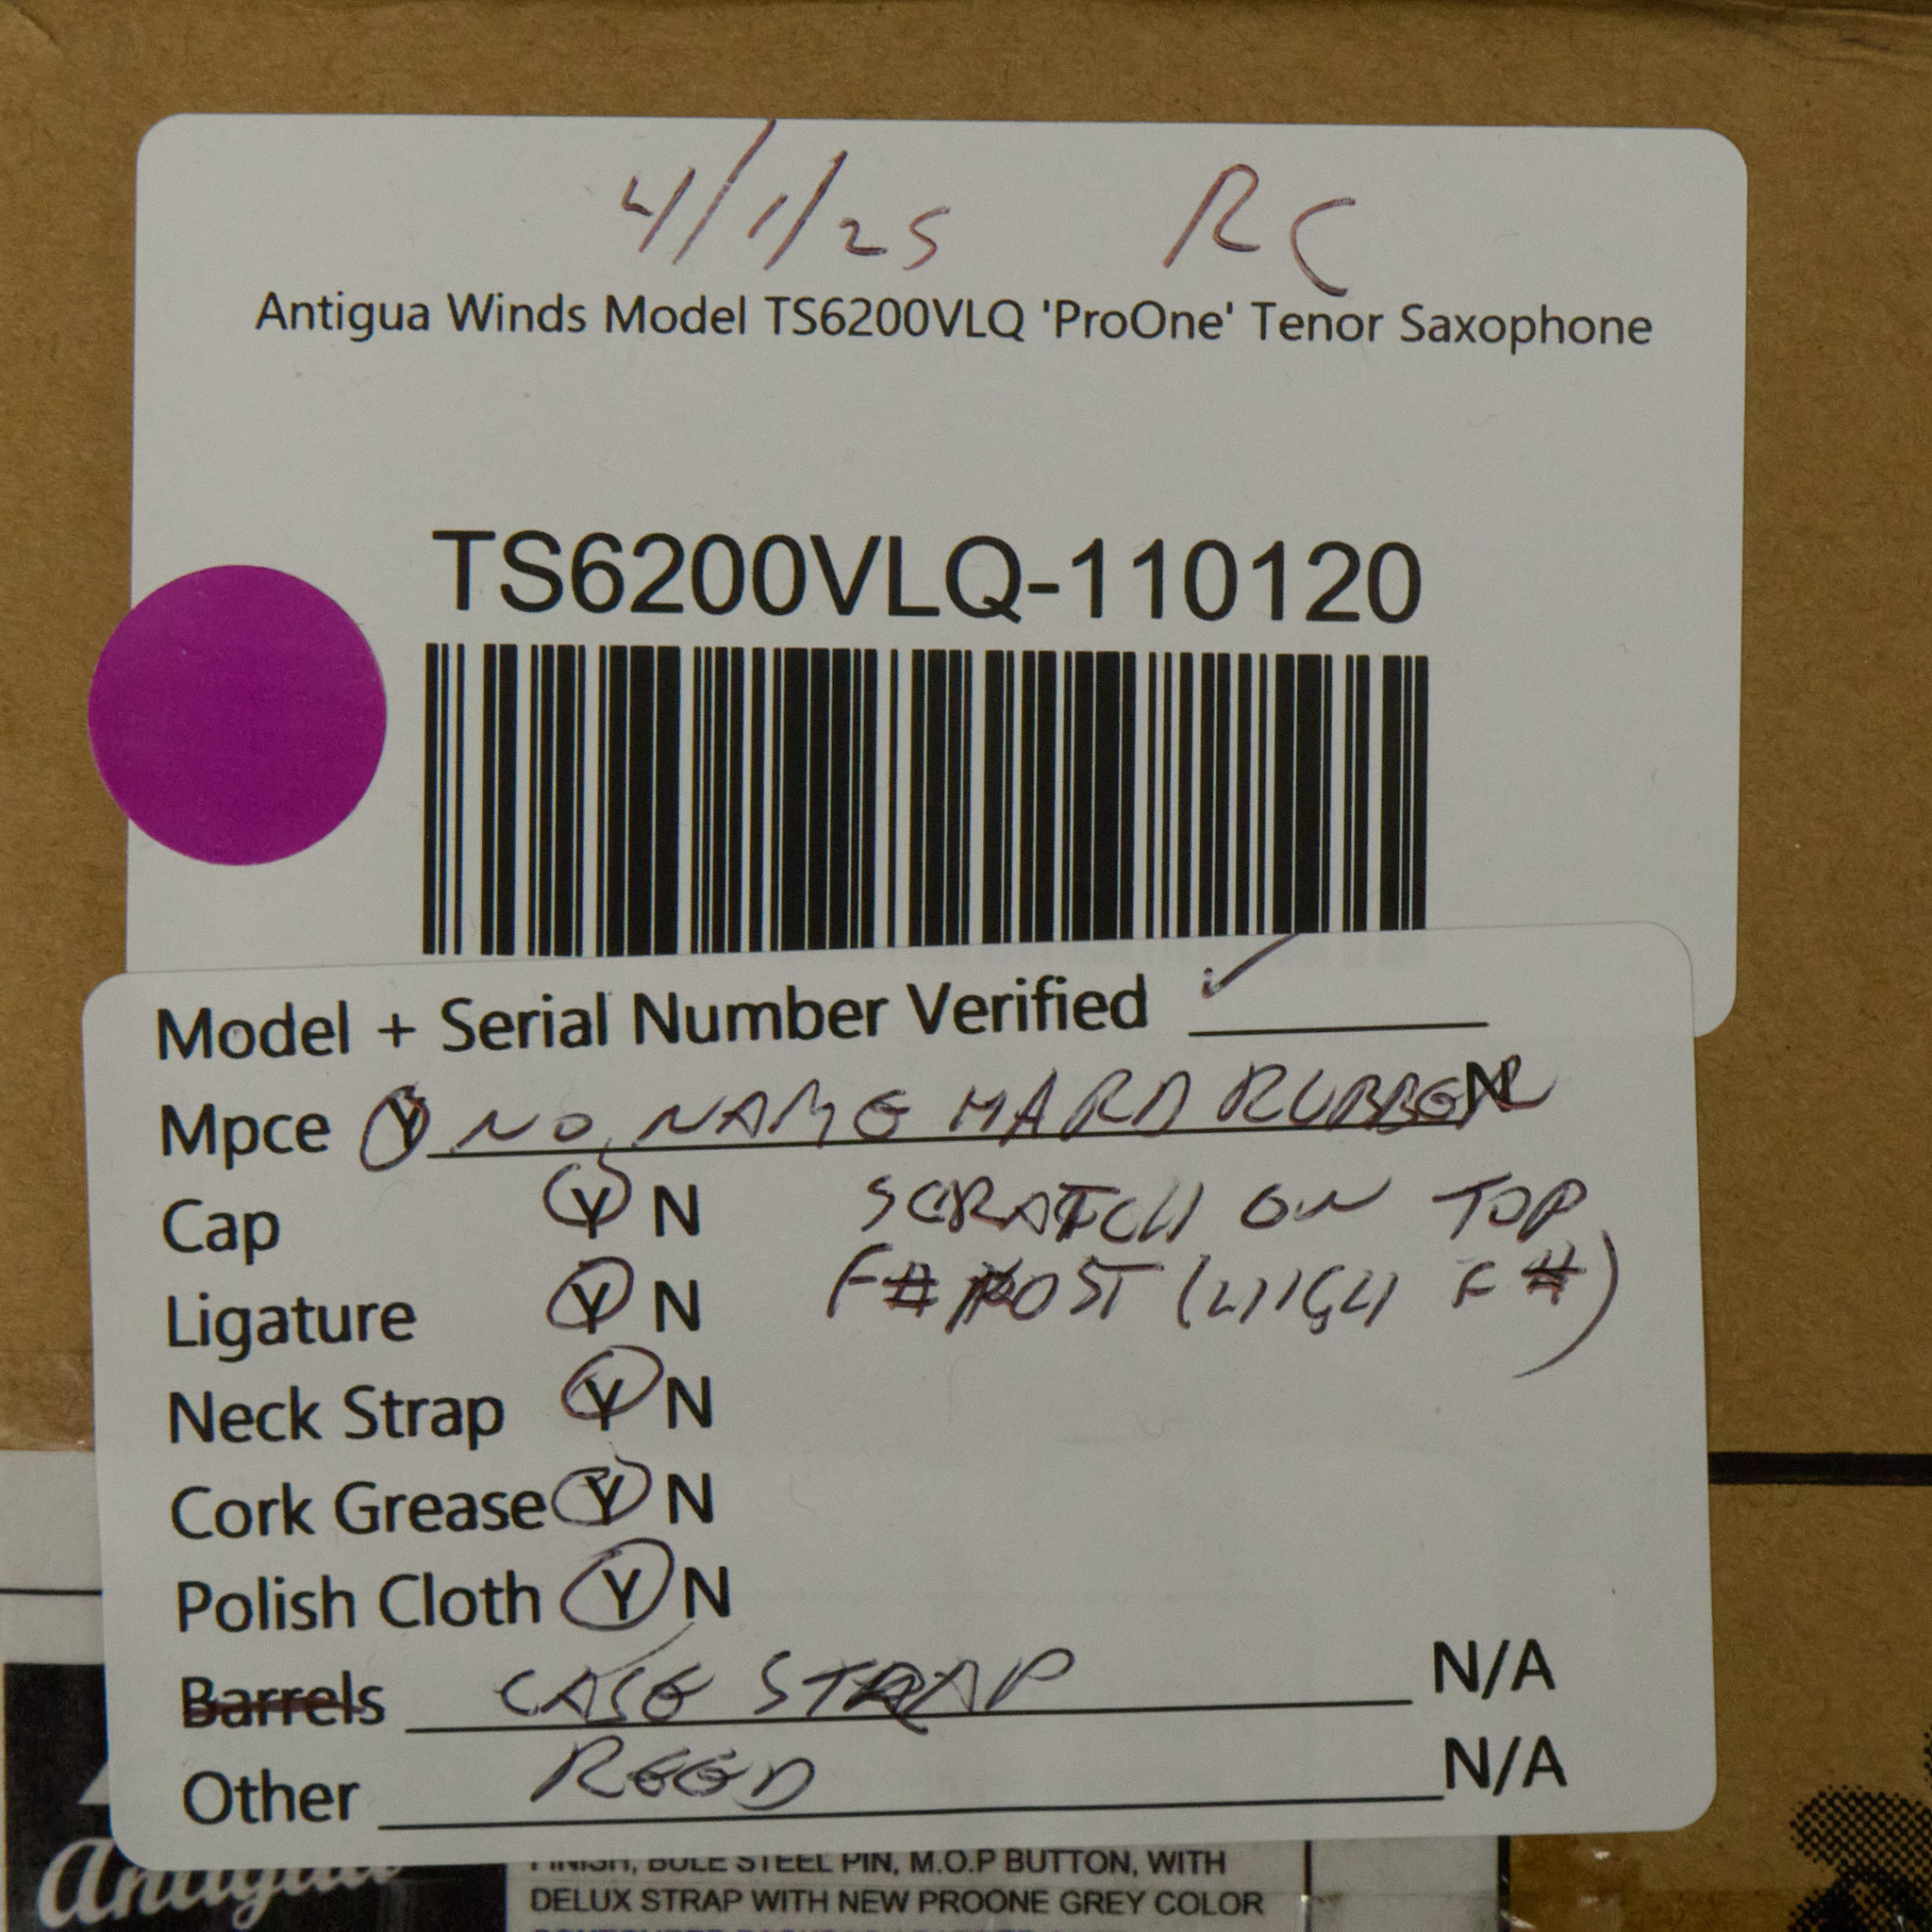 4/1/25 RC
Antigua Winds Model TS6200VLQ 'ProOne' Tenor Saxophone
TS6200VLQ-110120
Model + Serial Number Verified ✓
Mpce Y NO NAME HARD RUBBER N
Cap Y N SCRATCH ON TOP
Ligature Y N F# POST (HIGH F#)
Neck Strap Y N
Cork Grease Y N
Polish Cloth Y N
Barrels CASE STRAP N/A
Other REED N/A
Antigua
FINISH, BULE STEEL PIN, M.O.P BUTTON, WITH
DELUX STRAP WITH NEW PROONE GREY COLOR